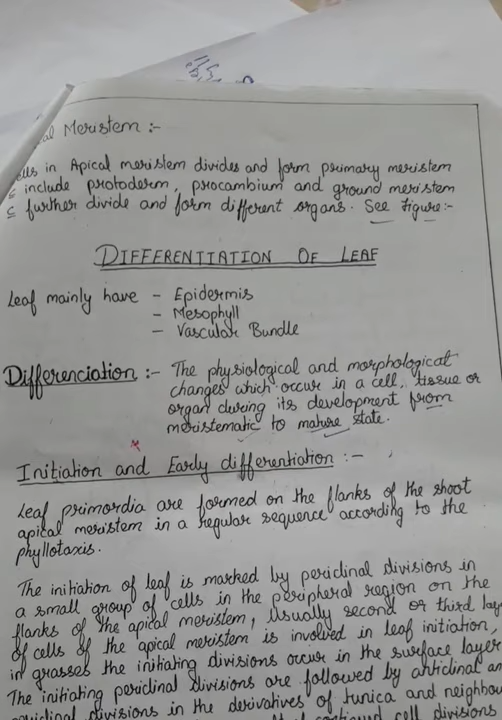 al Meristem :-
ells in Apical meristem divides and form primary meristem
c include protoderm, procambium and ground meristem
c further divide and form different organs. See figure:-
DIFFERENTIATION OF LEAF
Leaf mainly have - Epidermis
- Mesophyll
- Vascular Bundle
Differenciation :- The physiological and morphological
changes which occur in a cell, tissue or
organ during its development from
meristematic to mature state.
Initiation and Early differentiation :-
Leaf primordia are formed on the flanks of the shoot
apical meristem in a regular sequence according to the
phyllotaxis.
The initiation of leaf is marked by periclinal divisions in
a small group of cells in the peripheral region on the
flanks of the apical meristem, Usually second or third lay
of cells of the apical meristem is involved in leaf initiation,
in grasses the initiating divisions occur in the surface layer
The initiating periclinal divisions are followed by anticlinal an
divisions in the derivatives of tunica and neighbou
cell divisions